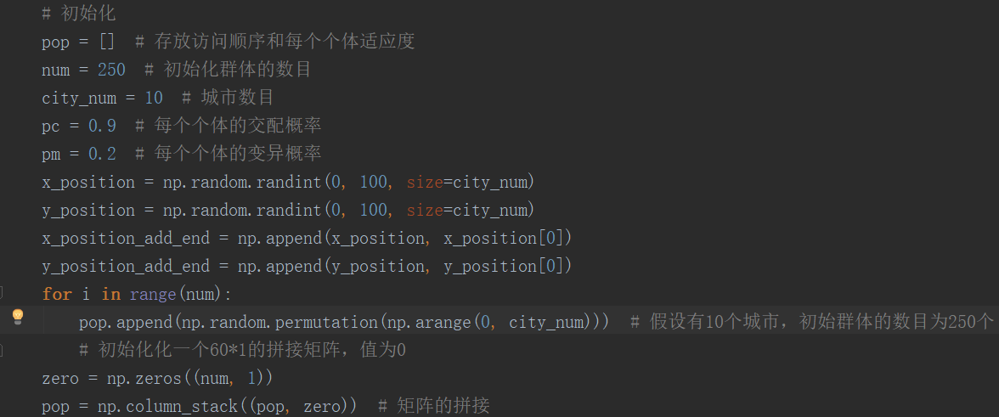 # 初始化
pop = []  # 存放访问顺序和每个个体适应度
num = 250  # 初始化群体的数目
city_num = 10  # 城市数目
pc = 0.9  # 每个个体的交配概率
pm = 0.2  # 每个个体的变异概率
x_position = np.random.randint(0, 100, size=city_num)
y_position = np.random.randint(0, 100, size=city_num)
x_position_add_end = np.append(x_position, x_position[0])
y_position_add_end = np.append(y_position, y_position[0])
for i in range(num):
    pop.append(np.random.permutation(np.arange(0, city_num)))  # 假设有10个城市，初始群体的数目为250个
    # 初始化化一个60*1的拼接矩阵，值为0
zero = np.zeros((num, 1))
pop = np.column_stack((pop, zero))  # 矩阵的拼接